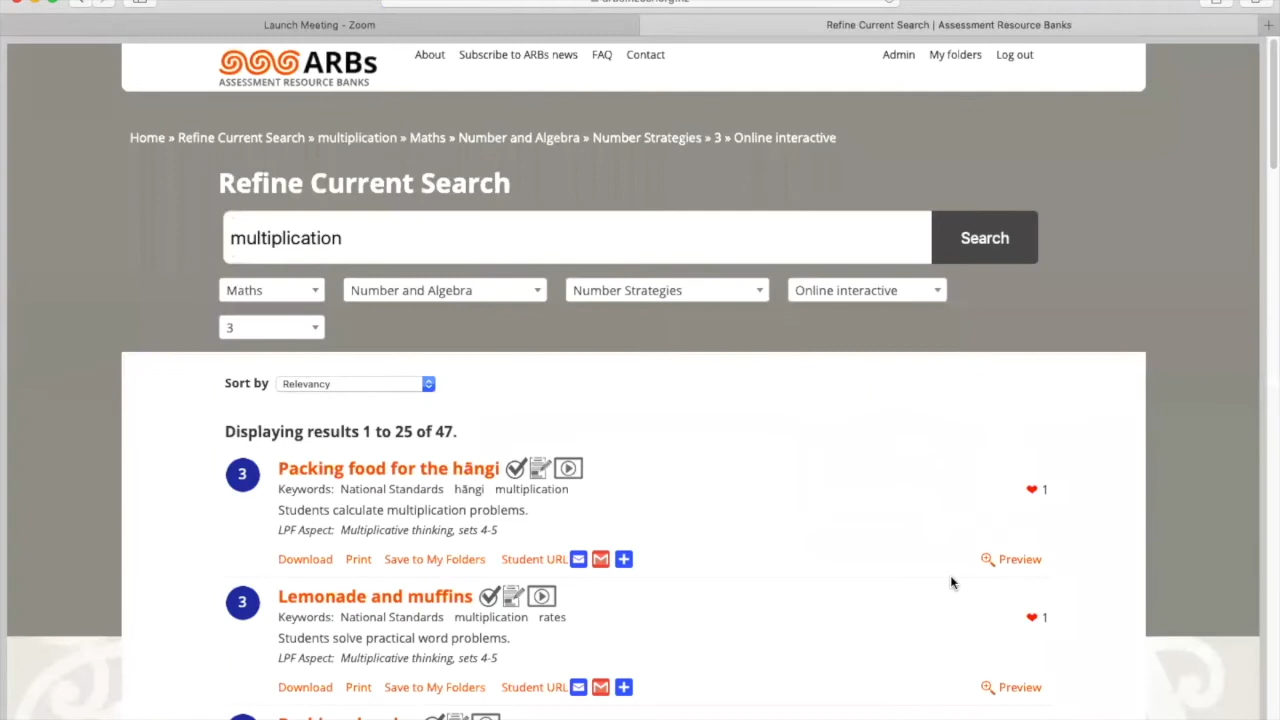 Launch Meeting - Zoom
Refine Current Search | Assessment Resource Banks
ARBs
ASSESSMENT RESOURCE BANKS
About Subscribe to ARBs news FAQ Contact
Admin My folders Log out
Home » Refine Current Search » multiplication » Maths » Number and Algebra » Number Strategies » 3 » Online interactive
Refine Current Search
multiplication
Search
Maths Number and Algebra Number Strategies Online interactive
3
Sort by Relevancy
Displaying results 1 to 25 of 47.
3 Packing food for the hāngi
Keywords: National Standards hāngi multiplication
1
Students calculate multiplication problems.
LPF Aspect: Multiplicative thinking, sets 4-5
Download Print Save to My Folders Student URL Preview
3 Lemonade and muffins
Keywords: National Standards multiplication rates
1
Students solve practical word problems.
LPF Aspect: Multiplicative thinking, sets 4-5
Download Print Save to My Folders Student URL Preview